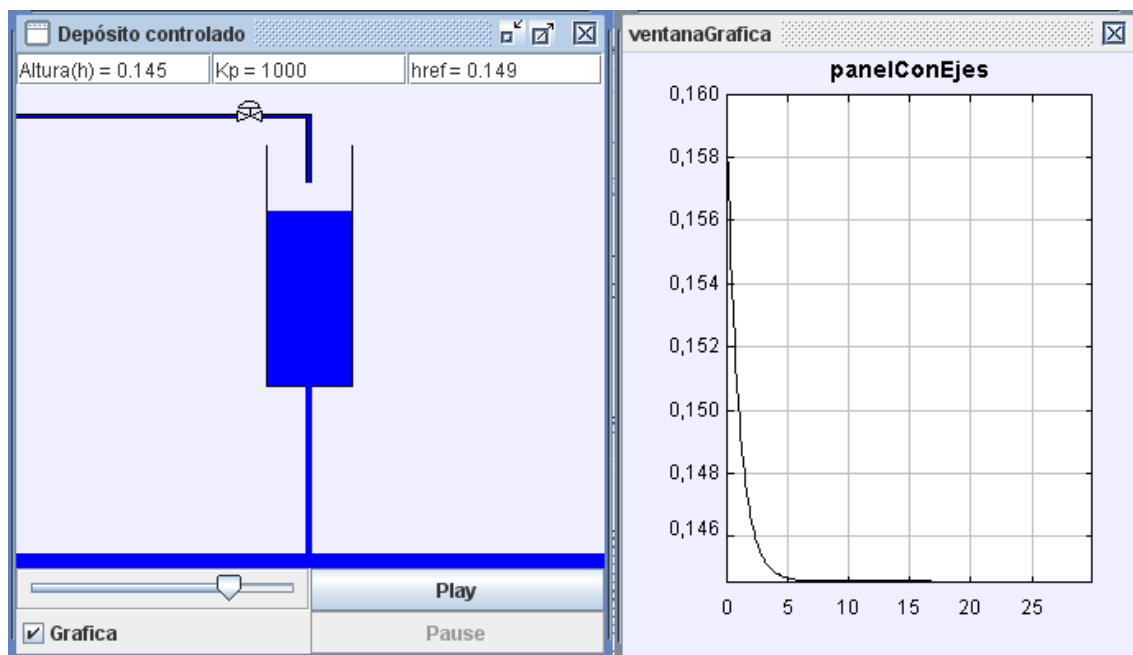 Depósito controlado
Altura(h) = 0.145
Kp = 1000
href = 0.149
Play
Grafica
Pause
ventanaGrafica
panelConEjes
0,160
0,158
0,156
0,154
0,152
0,150
0,148
0,146
0 5 10 15 20 25